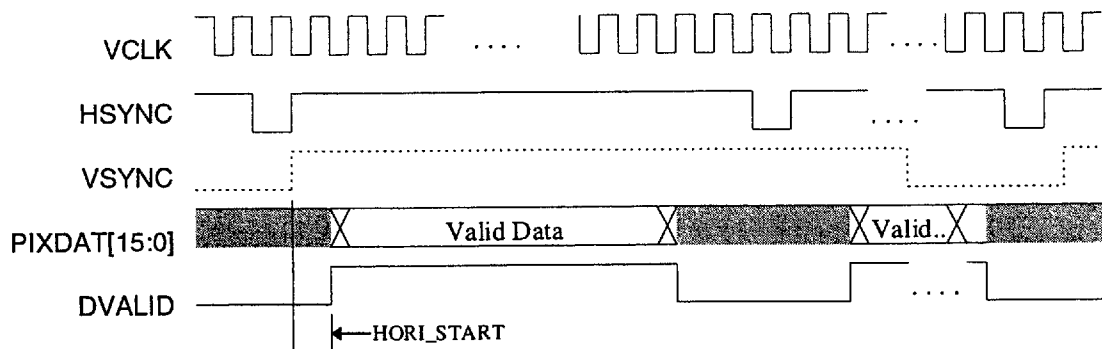 VCLK
. . . .
. . . .
HSYNC
. . . .
VSYNC
PIXDAT[15:0]
Valid Data
Valid..
DVALID
. . . .
HORI_START